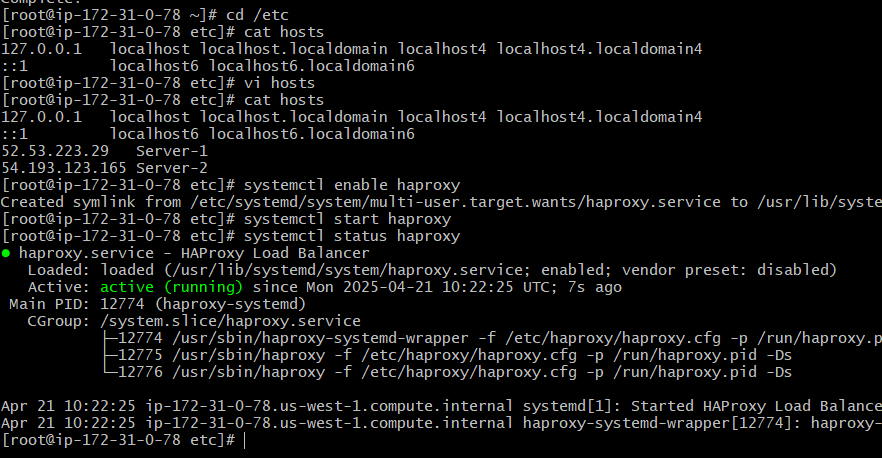 Complete.
[root@ip-172-31-0-78 ~]# cd /etc
[root@ip-172-31-0-78 etc]# cat hosts
127.0.0.1   localhost localhost.localdomain localhost4 localhost4.localdomain4
::1         localhost6 localhost6.localdomain6
[root@ip-172-31-0-78 etc]# vi hosts
[root@ip-172-31-0-78 etc]# cat hosts
127.0.0.1   localhost localhost.localdomain localhost4 localhost4.localdomain4
::1         localhost6 localhost6.localdomain6
52.53.223.29   Server-1
54.193.123.165 Server-2
[root@ip-172-31-0-78 etc]# systemctl enable haproxy
Created symlink from /etc/systemd/system/multi-user.target.wants/haproxy.service to /usr/lib/syste
[root@ip-172-31-0-78 etc]# systemctl start haproxy
[root@ip-172-31-0-78 etc]# systemctl status haproxy
● haproxy.service - HAProxy Load Balancer
   Loaded: loaded (/usr/lib/systemd/system/haproxy.service; enabled; vendor preset: disabled)
   Active: active (running) since Mon 2025-04-21 10:22:25 UTC; 7s ago
 Main PID: 12774 (haproxy-systemd)
   CGroup: /system.slice/haproxy.service
           ├─12774 /usr/sbin/haproxy-systemd-wrapper -f /etc/haproxy/haproxy.cfg -p /run/haproxy.p
           ├─12775 /usr/sbin/haproxy -f /etc/haproxy/haproxy.cfg -p /run/haproxy.pid -Ds
           └─12776 /usr/sbin/haproxy -f /etc/haproxy/haproxy.cfg -p /run/haproxy.pid -Ds

Apr 21 10:22:25 ip-172-31-0-78.us-west-1.compute.internal systemd[1]: Started HAProxy Load Balance
Apr 21 10:22:25 ip-172-31-0-78.us-west-1.compute.internal haproxy-systemd-wrapper[12774]: haproxy-
[root@ip-172-31-0-78 etc]#